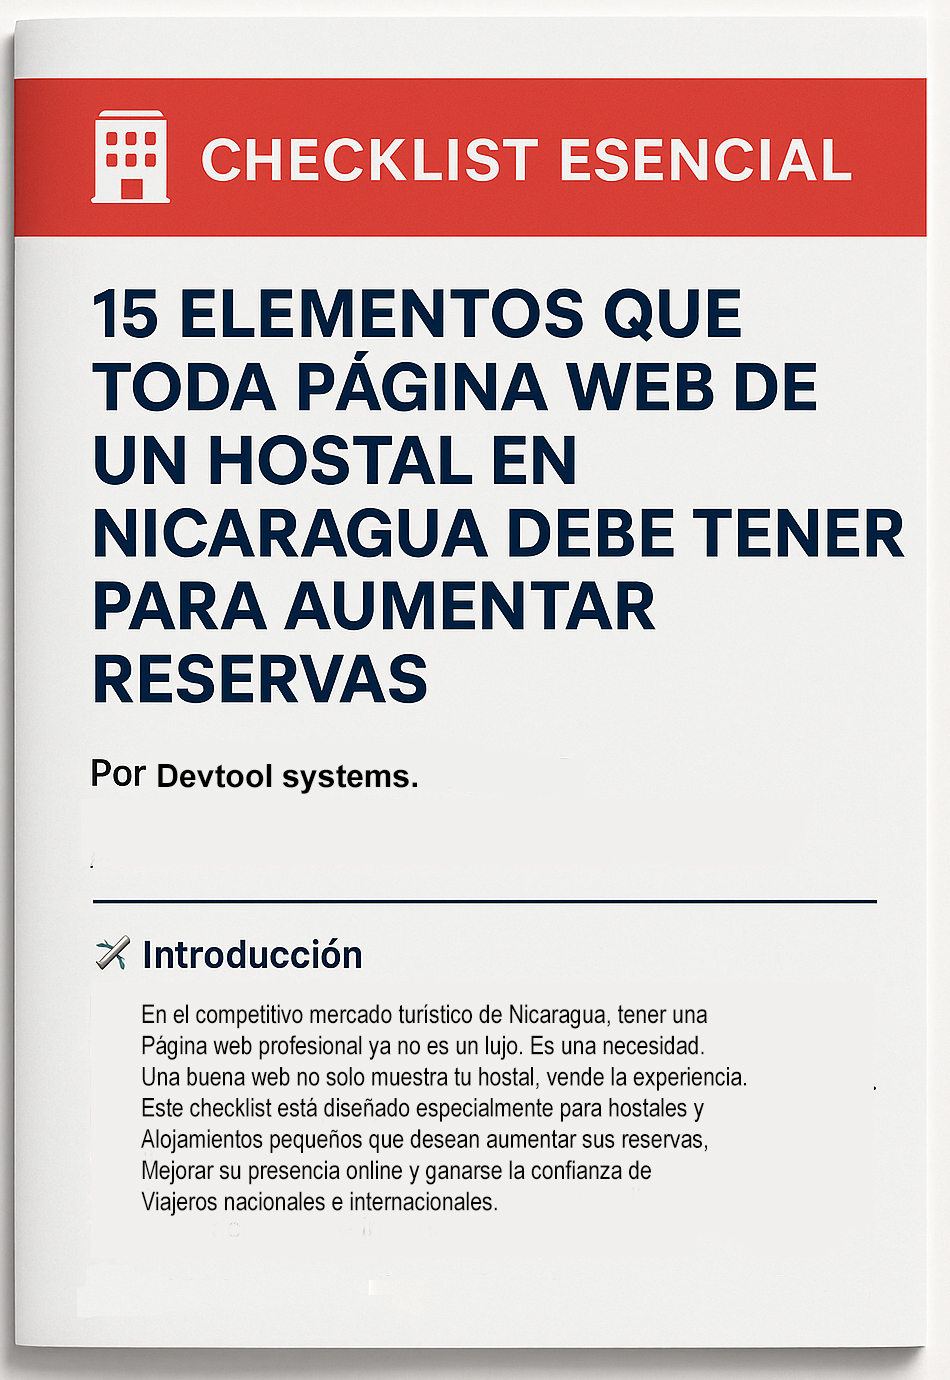 CHECKLIST ESENCIAL
15 ELEMENTOS QUE
TODA PÁGINA WEB DE
UN HOSTAL EN
NICARAGUA DEBE TENER
PARA AUMENTAR
RESERVAS
Por Devtool systems.
Introducción
En el competitivo mercado turístico de Nicaragua, tener una
Página web profesional ya no es un lujo. Es una necesidad.
Una buena web no solo muestra tu hostal, vende la experiencia.
Este checklist está diseñado especialmente para hostales y
Alojamientos pequeños que desean aumentar sus reservas,
Mejorar su presencia online y ganarse la confianza de
Viajeros nacionales e internacionales.